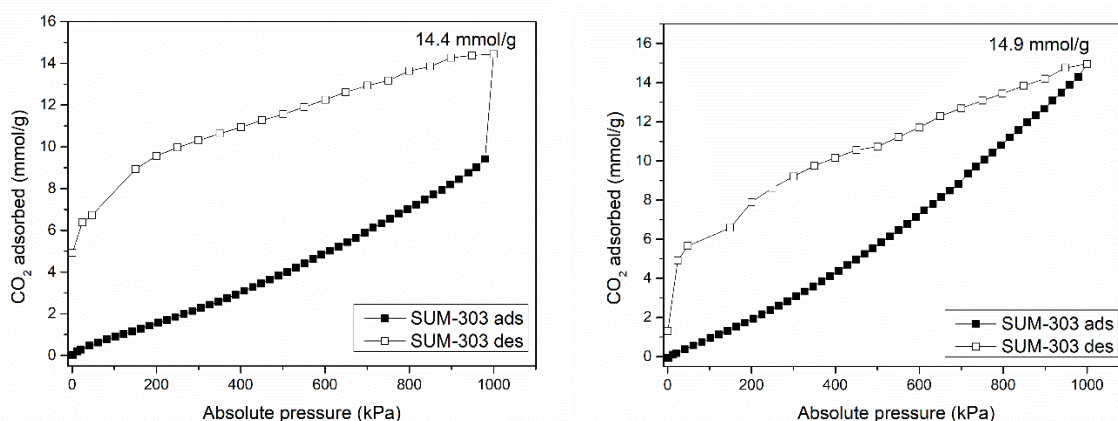 14.4 mmol/g
CO2 adsorbed (mmol/g)
16
14
12
10
8
6
4
2
0
SUM-303 ads
SUM-303 des
0 200 400 600 800 1000
Absolute pressure (kPa)
14.9 mmol/g
CO2 adsorbed (mmol/g)
16
14
12
10
8
6
4
2
0
SUM-303 ads
SUM-303 des
0 200 400 600 800 1000
Absolute pressure (kPa)